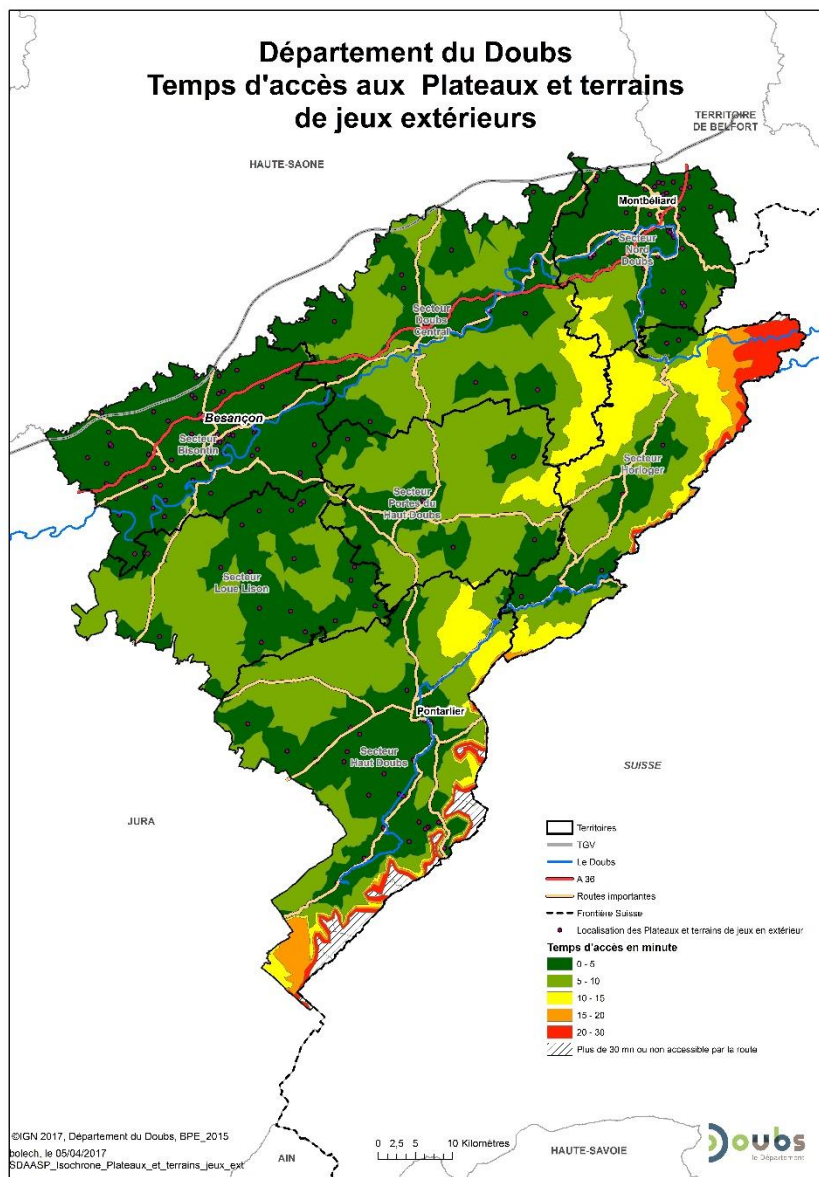 Département du Doubs
Temps d'accès aux Plateaux et terrains
de jeux extérieurs
TERRITOIRE
DE BELFORT
HAUTE-SAONE
Montbéliard
Secteur
Nord
Doubs
Secteur
Doubs
Central
Besançon
Secteur
Bisontin
Secteur
Horloger
Secteur
Portes du
Haut-Doubs
Secteur
Loue Lison
Pontarlier
Secteur
Haut Doubs
SUISSE
JURA
Territoires
TGV
Le Doubs
A 36
Routes importantes
Frontière Suisse
Localisation des Plateaux et terrains de jeux en extérieur
Temps d'accès en minute
0 - 5
5 - 10
10 - 15
15 - 20
20 - 30
Plus de 30 mn ou non accessible par la route
©IGN 2017, Département du Doubs, BPE_2015
bolech, le 05/04/2017
SDAASP_Isochrone_Plateaux_et_terrains_jeux_ext
AIN
0 2,5 5 10 Kilomètres
HAUTE-SAVOIE
Doubs
le Département